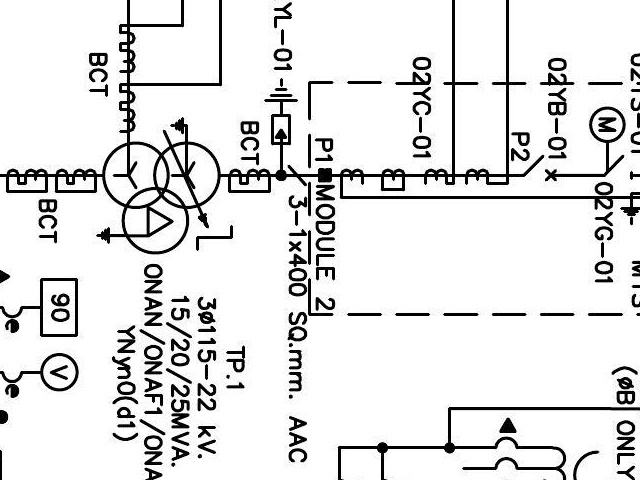 YL-01
BCT
BCT
BCT
02YC-01
02YB-01
P2
P1
M
02YG-01
MODULE 2
3-1x400 SQ.mm. AAC
90
V
TP.1
3ø115-22 kV.
15/20/25MVA.
ONAN/ONAF1/ONA
YNyn0(d1)
(øB ONLY